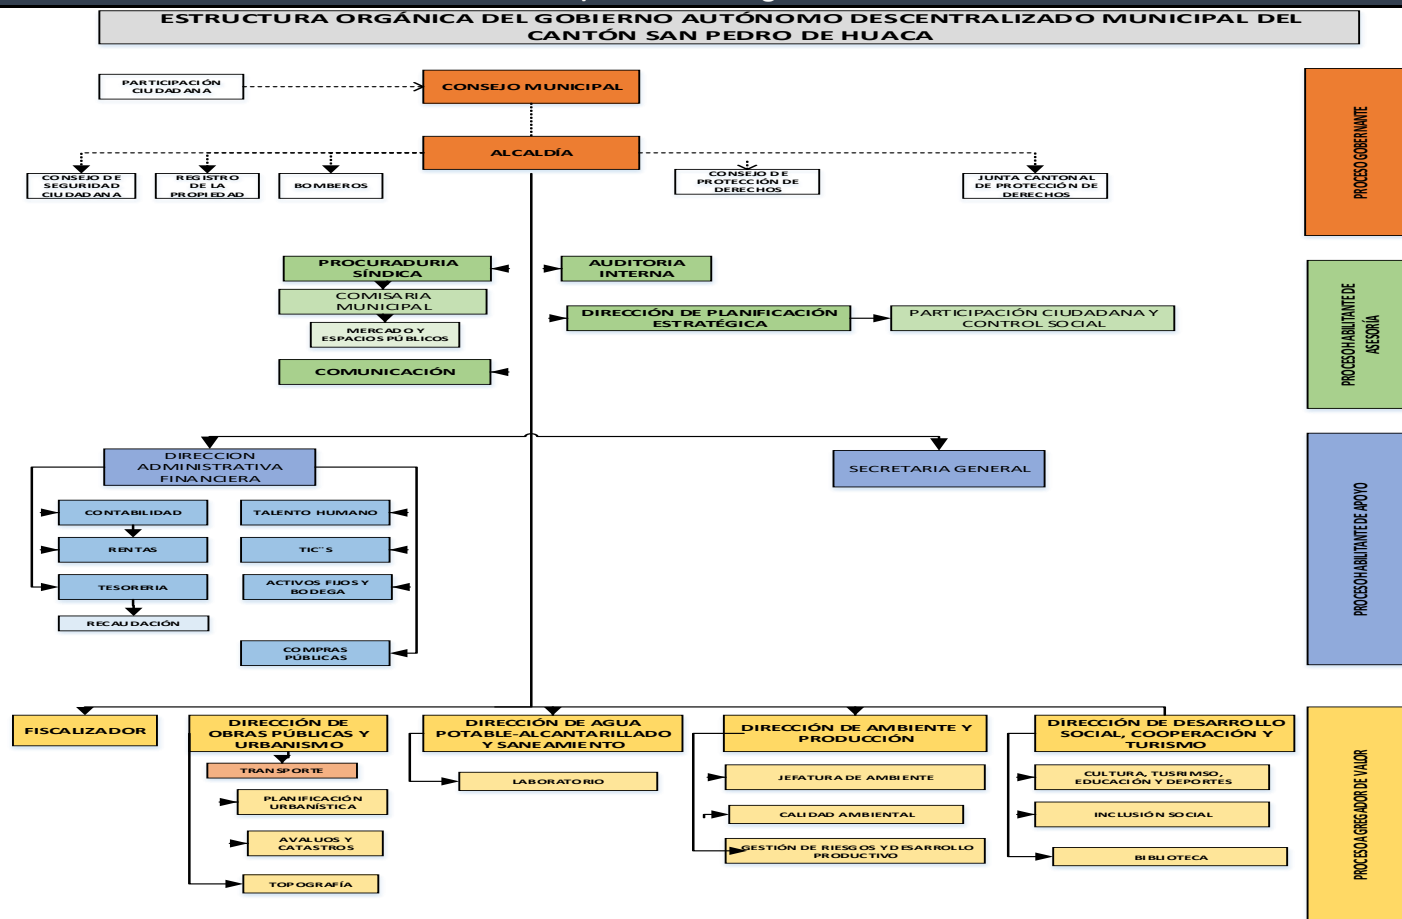 ESTRUCTURA ORGÁNICA DEL GOBIERNO AUTÓNOMO DESCENTRALIZADO MUNICIPAL DEL
CANTÓN SAN PEDRO DE HUACA
PARTICIPACIÓN
CIUDADANA
CONSEJO MUNICIPAL
ALCALDÍA
CONSEJO DE
SEGURIDAD
CIUDADANA
REGISTRO
DE LA
PROPIEDAD
BOMBEROS
CONSEJO DE
PROTECCIÓN DE
DERECHOS
JUNTA CANTONAL
DE PROTECCIÓN DE
DERECHOS
PROCESO GOBERNANTE
PROCURADURIA
SÍNDICA
AUDITORIA
INTERNA
COMISARIA
MUNICIPAL
DIRECCIÓN DE PLANIFICACIÓN
ESTRATÉGICA
PARTICIPACIÓN CIUDADANA Y
CONTROL SOCIAL
MERCADO Y
ESPACIOS PÚBLICOS
COMUNICACIÓN
PROCESO HABILITANTE DE
ASESORÍA
DIRECCION
ADMINISTRATIVA
FINANCIERA
SECRETARIA GENERAL
CONTABILIDAD
TALENTO HUMANO
RENTAS
TIC¨S
TESORERIA
ACTIVOS FIJOS Y
BODEGA
RECAUDACIÓN
COMPRAS
PÚBLICAS
PROCESO HABILITANTE DE APOYO
FISCALIZADOR
DIRECCIÓN DE
OBRAS PÚBLICAS Y
URBANISMO
DIRECCIÓN DE AGUA
POTABLE-ALCANTARILLADO
Y SANEAMIENTO
DIRECCIÓN DE AMBIENTE Y
PRODUCCIÓN
DIRECCIÓN DE DESARROLLO
SOCIAL, COOPERACIÓN Y
TURISMO
TRANSPORTE
LABORATORIO
JEFATURA DE AMBIENTE
CULTURA, TUSRIMSO,
EDUCACIÓN Y DEPORTES
PLANIFICACIÓN
URBANÍSTICA
CALIDAD AMBIENTAL
INCLUSIÓN SOCIAL
AVALUOS Y
CATASTROS
GESTIÓN DE RIESGOS Y DESARROLLO
PRODUCTIVO
BIBLIOTECA
TOPOGRAFÍA
PROCESO AGREGADOR DE VALOR